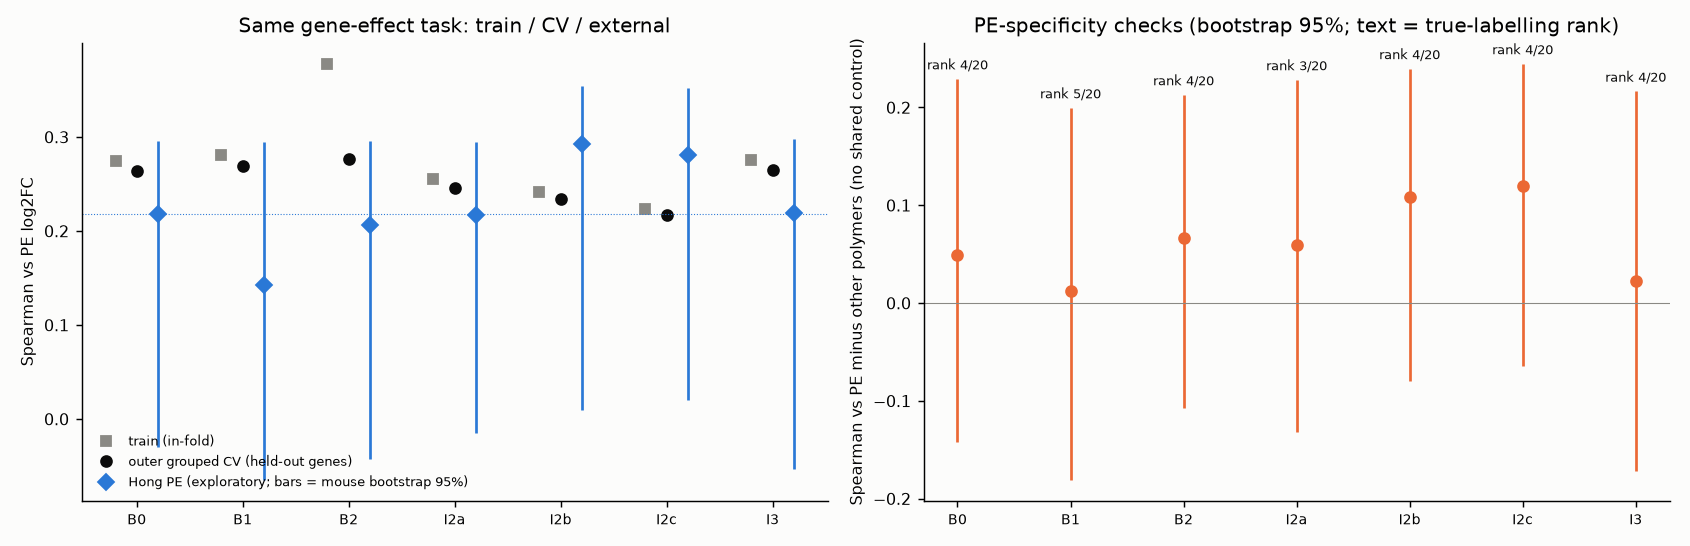 Same gene-effect task: train / CV / external
Spearman vs PE log2FC
0.3
0.2
0.1
0.0
train (in-fold)
outer grouped CV (held-out genes)
Hong PE (exploratory; bars = mouse bootstrap 95%)
B0 B1 B2 I2a I2b I2c I3
PE-specificity checks (bootstrap 95%; text = true-labelling rank)
Spearman vs PE minus other polymers (no shared control)
0.2
0.1
0.0
−0.1
−0.2
rank 4/20
rank 5/20
rank 4/20
rank 3/20
rank 4/20
rank 4/20
rank 4/20
B0 B1 B2 I2a I2b I2c I3